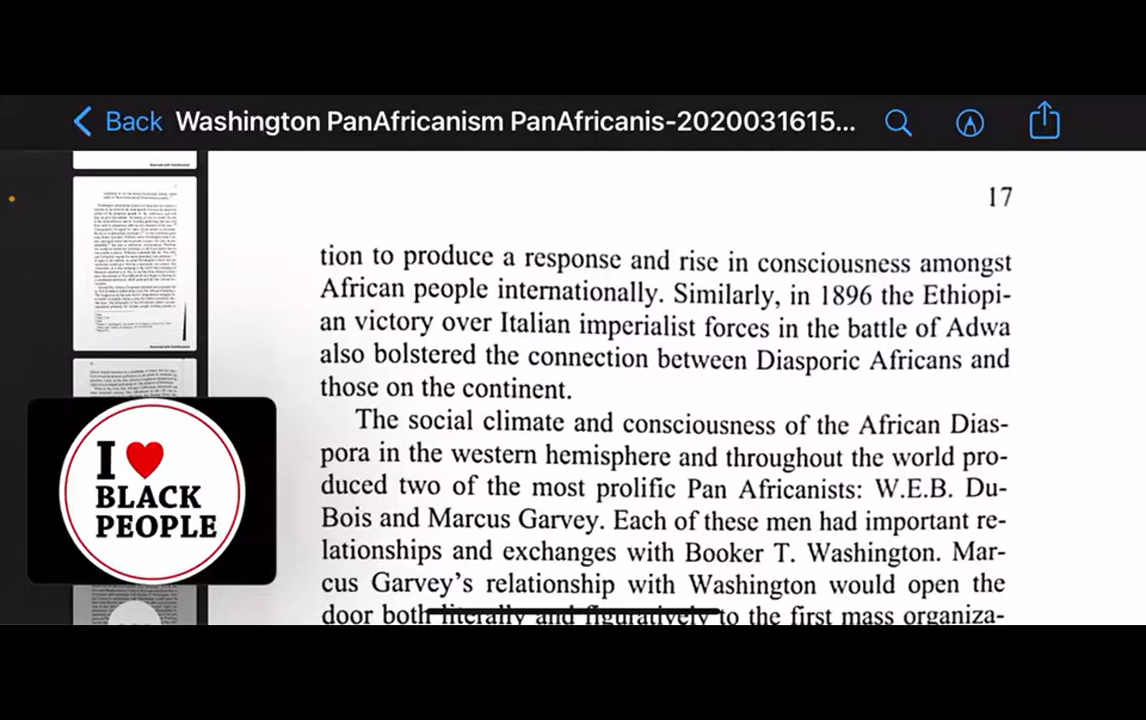 Back Washington PanAfricanism PanAfricanis-2020031615...
17
tion to produce a response and rise in consciousness amongst
African people internationally. Similarly, in 1896 the Ethiopi-
an victory over Italian imperialist forces in the battle of Adwa
also bolstered the connection between Diasporic Africans and
those on the continent.
The social climate and consciousness of the African Dias-
pora in the western hemisphere and throughout the world pro-
duced two of the most prolific Pan Africanists: W.E.B. Du-
Bois and Marcus Garvey. Each of these men had important re-
lationships and exchanges with Booker T. Washington. Mar-
cus Garvey's relationship with Washington would open the
door both literally and figuratively to the first mass organiza-
I
BLACK
PEOPLE